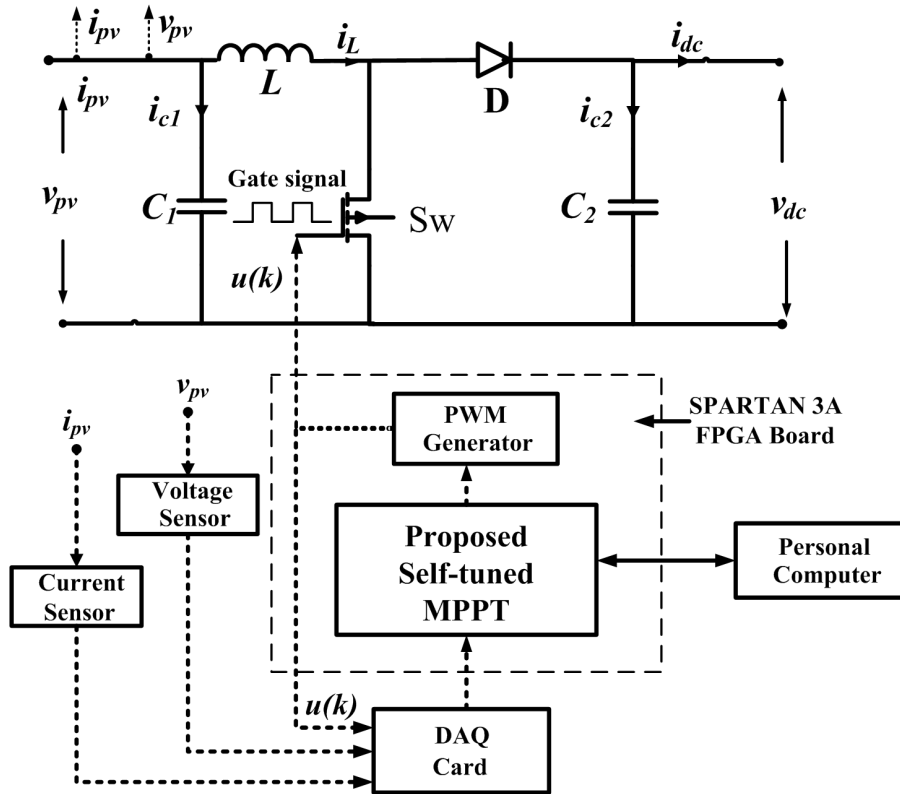 i_pv
v_pv
i_L
i_dc
L
i_pv
D
i_c1
i_c2
Gate signal
v_pv
C_1
C_2
v_dc
Sw
u(k)
v_pv
PWM
Generator
SPARTAN 3A
FPGA Board
i_pv
Voltage
Sensor
Proposed
Self-tuned
MPPT
Personal
Computer
Current
Sensor
u(k)
DAQ
Card